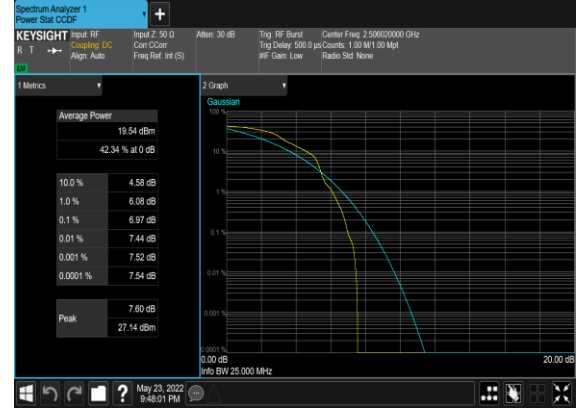 Spectrum Analyzer 1
Power Stat CCDF
KEYSIGHT
R T
LXI
Input: RF
Coupling: DC
Align: Auto
Input Z: 50 Ω
Corr CCorr
Freq Ref: Int (S)
Atten: 30 dB
Trig: RF Burst
Trig Delay: 500.0 µs
#IF Gain: Low
Center Freq: 2.506020000 GHz
Counts: 1.00 M/1.00 Mpt
Radio Std: None
1 Metrics
Average Power
19.54 dBm
42.34 % at 0 dB
10.0 % 4.58 dB
1.0 % 6.08 dB
0.1 % 6.97 dB
0.01 % 7.44 dB
0.001 % 7.52 dB
0.0001 % 7.54 dB
Peak
7.60 dB
27.14 dBm
2 Graph
Gaussian
100 %
10 %
1 %
0.1 %
0.01 %
0.001 %
0.0001 %
0.00 dB
20.00 dB
Info BW 25.000 MHz
May 23, 2022
9:48:01 PM